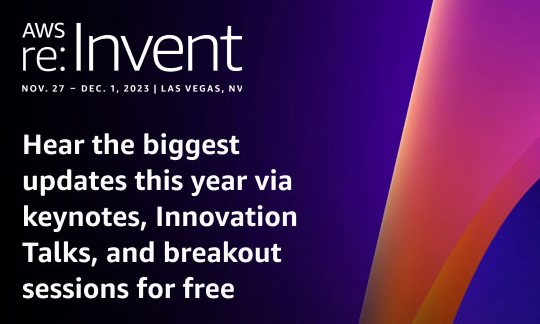 AWS
re:Invent
NOV. 27 – DEC. 1, 2023 | LAS VEGAS, NV
Hear the biggest
updates this year via
keynotes, Innovation
Talks, and breakout
sessions for free